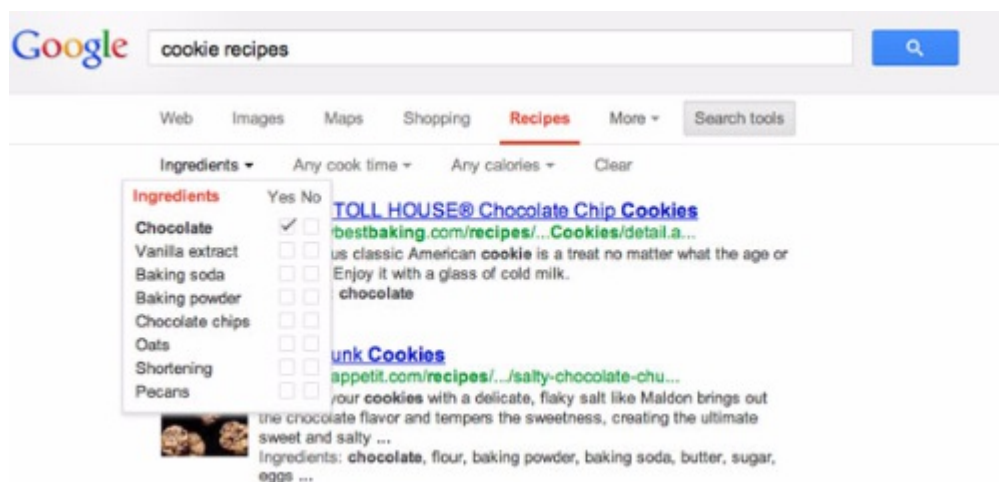 Google cookie recipes
Web Images Maps Shopping Recipes More Search tools
Ingredients Any cook time Any calories Clear
Ingredients Yes No
Chocolate
Vanilla extract
Baking soda
Baking powder
Chocolate chips
Oats
Shortening
Pecans
TOLL HOUSE® Chocolate Chip Cookies
bestbaking.com/recipes/...Cookies/detail.a...
us classic American cookie is a treat no matter what the age or
Enjoy it with a glass of cold milk.
chocolate
unk Cookies
appetit.com/recipes/.../salty-chocolate-chu...
your cookies with a delicate, flaky salt like Maldon brings out
the chocolate flavor and tempers the sweetness, creating the ultimate
sweet and salty ...
Ingredients: chocolate, flour, baking powder, baking soda, butter, sugar,
eggs ...